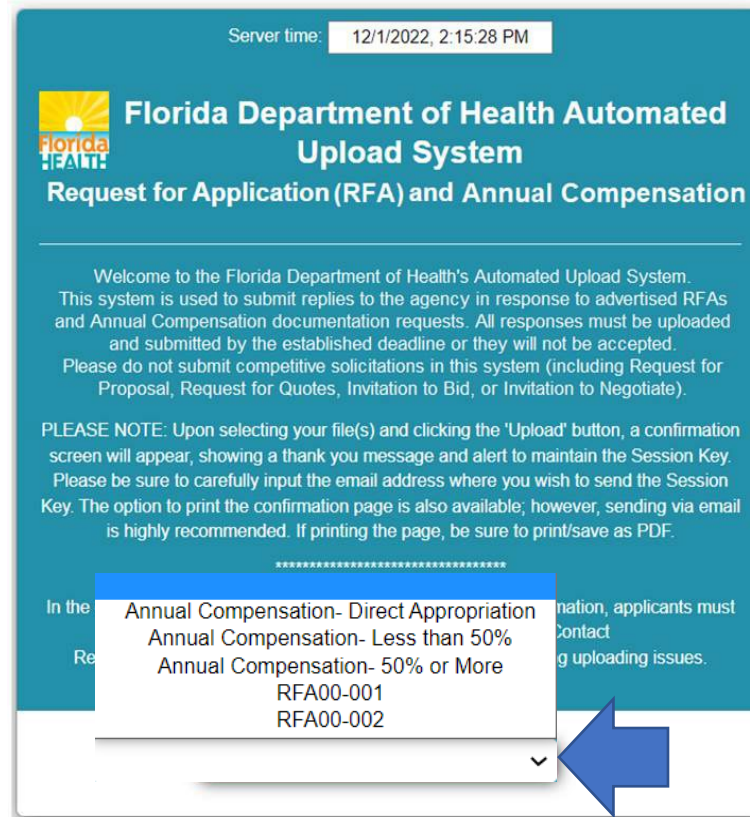 Server time: 12/1/2022, 2:15:28 PM
Florida HEALTH
Florida Department of Health Automated
Upload System
Request for Application (RFA) and Annual Compensation
Welcome to the Florida Department of Health's Automated Upload System.
This system is used to submit replies to the agency in response to advertised RFAs
and Annual Compensation documentation requests. All responses must be uploaded
and submitted by the established deadline or they will not be accepted.
Please do not submit competitive solicitations in this system (including Request for
Proposal, Request for Quotes, Invitation to Bid, or Invitation to Negotiate).
PLEASE NOTE: Upon selecting your file(s) and clicking the 'Upload' button, a confirmation
screen will appear, showing a thank you message and alert to maintain the Session Key.
Please be sure to carefully input the email address where you wish to send the Session
Key. The option to print the confirmation page is also available; however, sending via email
is highly recommended. If printing the page, be sure to print/save as PDF.
**********************************
In the
Annual Compensation- Direct Appropriation
Annual Compensation- Less than 50%
Annual Compensation- 50% or More
RFA00-001
RFA00-002
applicants must
uploading issues.